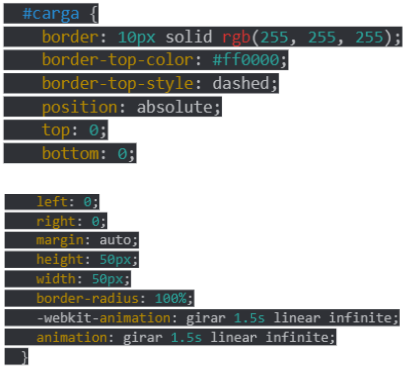 #carga {
border: 10px solid rgb(255, 255, 255);
border-top-color: #ff0000;
border-top-style: dashed;
position: absolute;
top: 0;
bottom: 0;
left: 0;
right: 0;
margin: auto;
height: 50px;
width: 50px;
border-radius: 100%;
-webkit-animation: girar 1.5s linear infinite;
animation: girar 1.5s linear infinite;
}